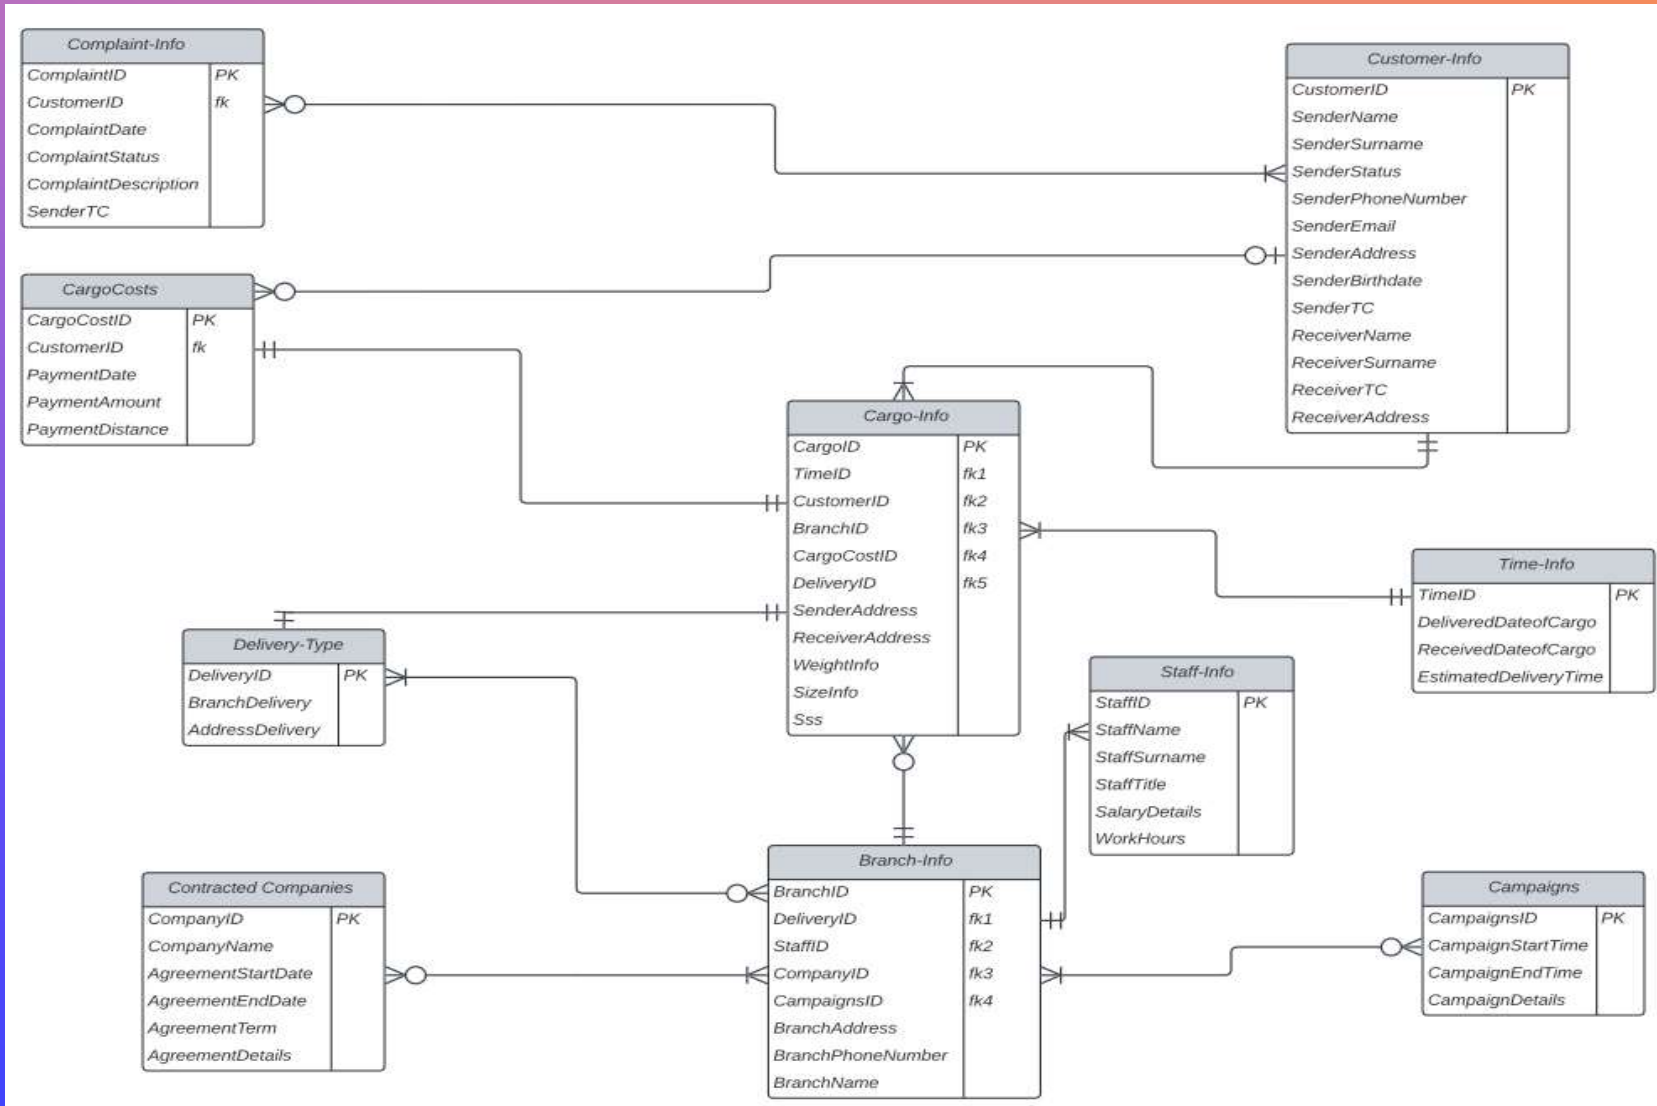 Complaint-Info
ComplaintID PK
CustomerID fk
ComplaintDate
ComplaintStatus
ComplaintDescription
SenderTC
Customer-Info
CustomerID PK
SenderName
SenderSurname
SenderStatus
SenderPhoneNumber
SenderEmail
SenderAddress
SenderBirthdate
SenderTC
ReceiverName
ReceiverSurname
ReceiverTC
ReceiverAddress
CargoCosts
CargoCostID PK
CustomerID fk
PaymentDate
PaymentAmount
PaymentDistance
Cargo-Info
CargoID PK
TimeID fk1
CustomerID fk2
BranchID fk3
CargoCostID fk4
DeliveryID fk5
SenderAddress
ReceiverAddress
WeightInfo
SizeInfo
Sss
Time-Info
TimeID PK
DeliveredDateofCargo
ReceivedDateofCargo
EstimatedDeliveryTime
Delivery-Type
DeliveryID PK
BranchDelivery
AddressDelivery
Staff-Info
StaffID PK
StaffName
StaffSurname
StaffTitle
SalaryDetails
WorkHours
Contracted Companies
CompanyID PK
CompanyName
AgreementStartDate
AgreementEndDate
AgreementTerm
AgreementDetails
Branch-Info
BranchID PK
DeliveryID fk1
StaffID fk2
CompanyID fk3
CampaignsID fk4
BranchAddress
BranchPhoneNumber
BranchName
Campaigns
CampaignsID PK
CampaignStartTime
CampaignEndTime
CampaignDetails